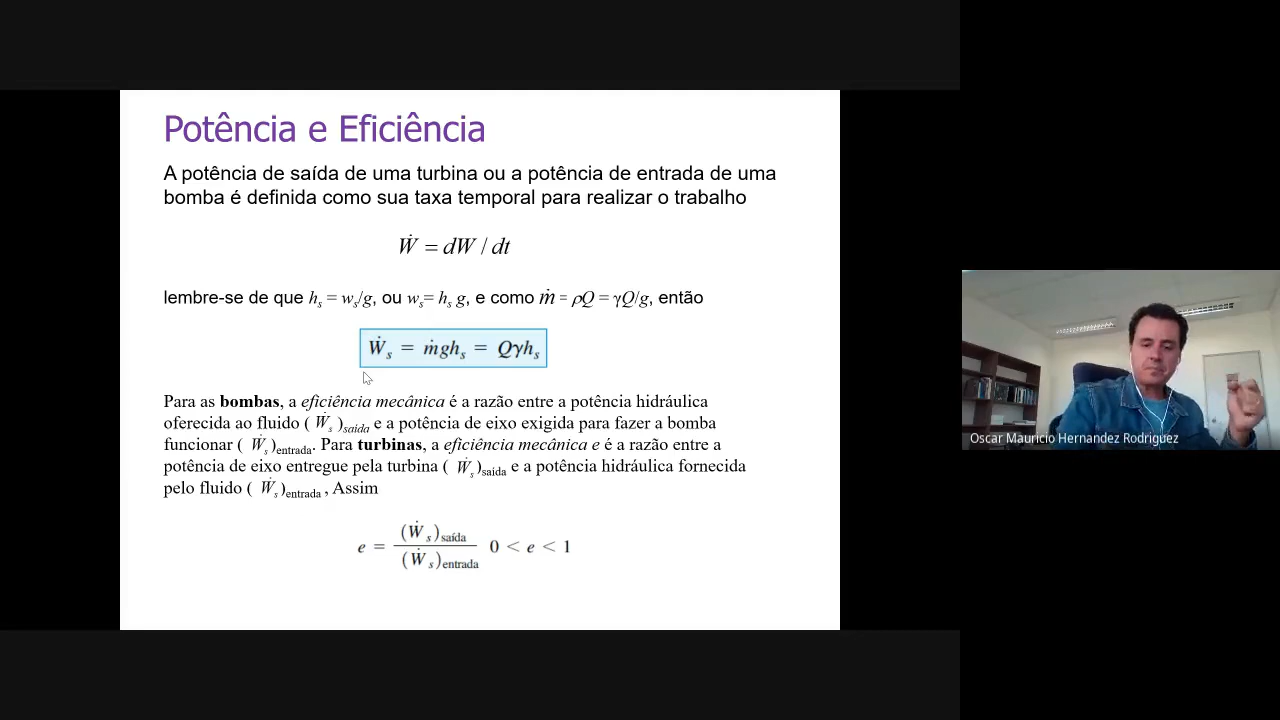 Potência e Eficiência
A potência de saída de uma turbina ou a potência de entrada de uma
bomba é definida como sua taxa temporal para realizar o trabalho
Ẇ = dW / dt
lembre-se de que hₛ = wₛ/g, ou wₛ= hₛ g, e como ṁ = ρQ = γQ/g, então
Ẇₛ = ṁghₛ = Qγhₛ
Para as bombas, a eficiência mecânica é a razão entre a potência hidráulica
oferecida ao fluido ( Ẇₛ )saída e a potência de eixo exigida para fazer a bomba
funcionar ( Ẇₛ )entrada. Para turbinas, a eficiência mecânica e é a razão entre a
potência de eixo entregue pela turbina ( Ẇₛ )saída e a potência hidráulica fornecida
pelo fluido ( Ẇₛ )entrada , Assim
e = (Ẇₛ)saída / (Ẇₛ)entrada 0 < e < 1
Oscar Mauricio Hernandez Rodriguez